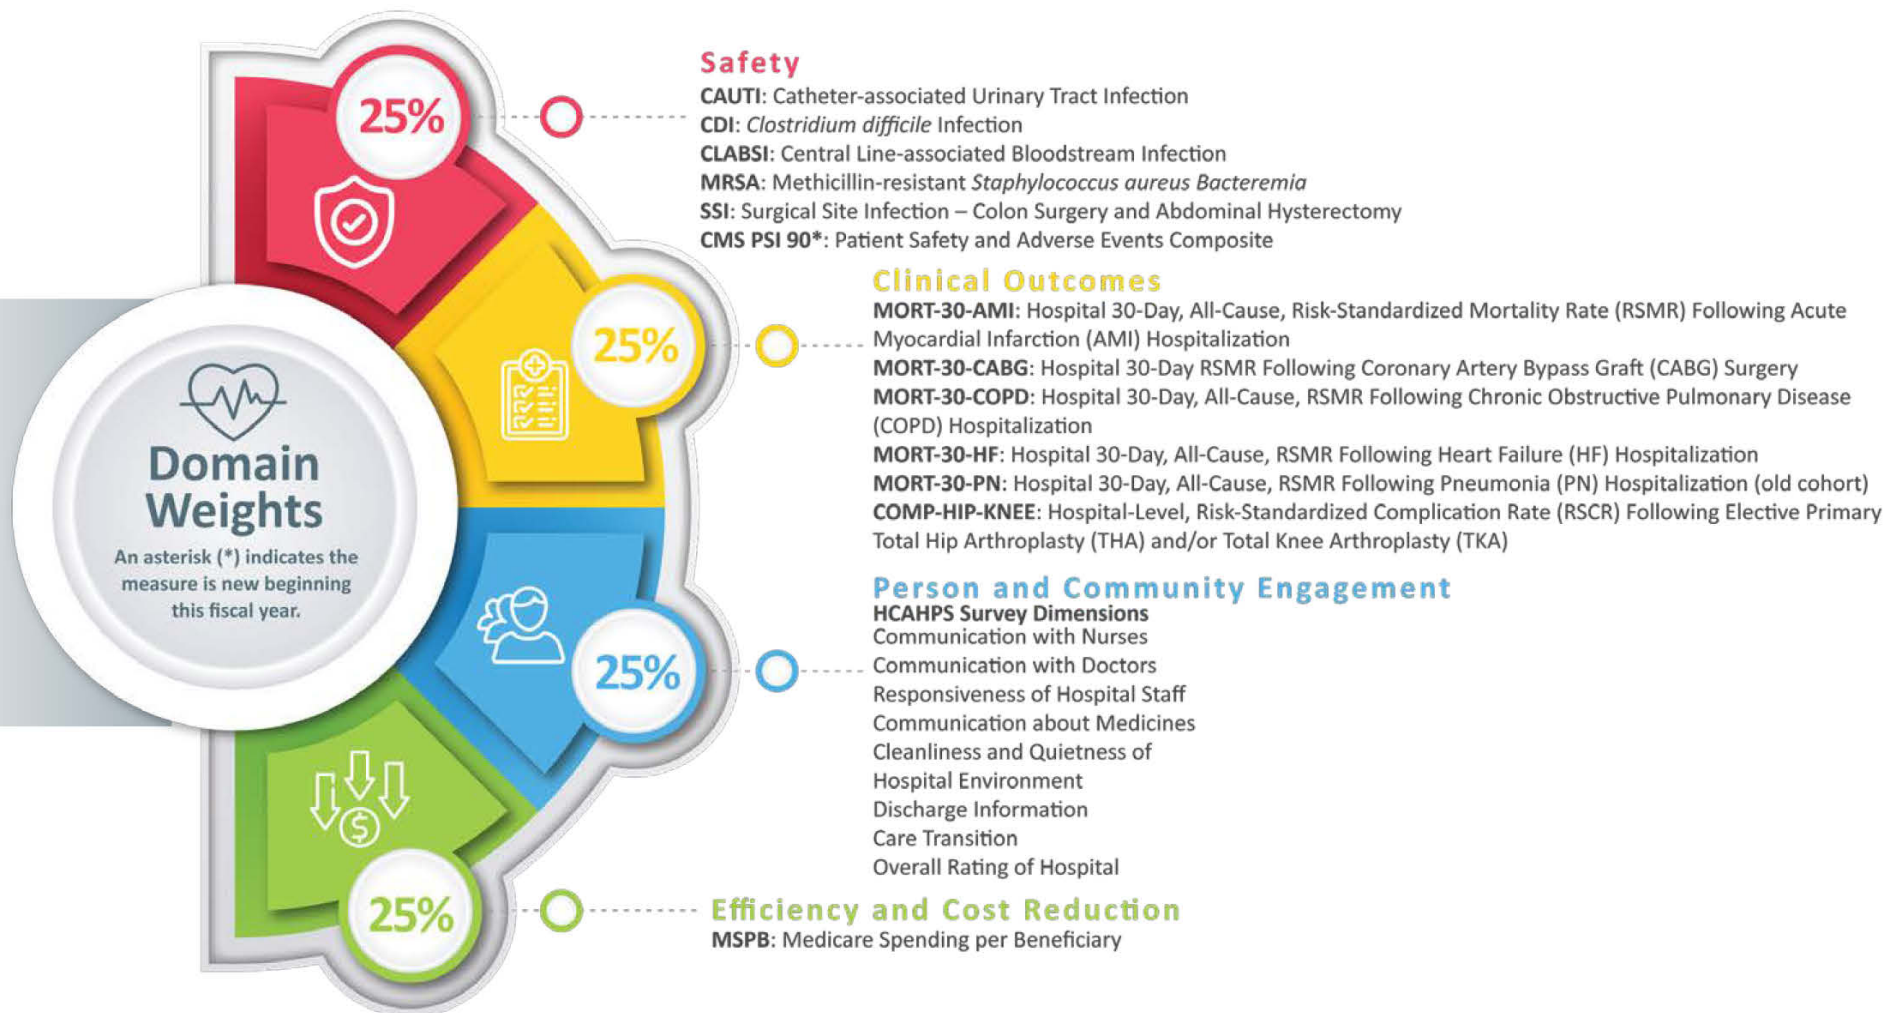 Domain
Weights
An asterisk (*) indicates the
measure is new beginning
this fiscal year.
25%
Safety
CAUTI: Catheter-associated Urinary Tract Infection
CDI: Clostridium difficile Infection
CLABSI: Central Line-associated Bloodstream Infection
MRSA: Methicillin-resistant Staphylococcus aureus Bacteremia
SSI: Surgical Site Infection – Colon Surgery and Abdominal Hysterectomy
CMS PSI 90*: Patient Safety and Adverse Events Composite
25%
Clinical Outcomes
MORT-30-AMI: Hospital 30-Day, All-Cause, Risk-Standardized Mortality Rate (RSMR) Following Acute
Myocardial Infarction (AMI) Hospitalization
MORT-30-CABG: Hospital 30-Day RSMR Following Coronary Artery Bypass Graft (CABG) Surgery
MORT-30-COPD: Hospital 30-Day, All-Cause, RSMR Following Chronic Obstructive Pulmonary Disease
(COPD) Hospitalization
MORT-30-HF: Hospital 30-Day, All-Cause, RSMR Following Heart Failure (HF) Hospitalization
MORT-30-PN: Hospital 30-Day, All-Cause, RSMR Following Pneumonia (PN) Hospitalization (old cohort)
COMP-HIP-KNEE: Hospital-Level, Risk-Standardized Complication Rate (RSCR) Following Elective Primary
Total Hip Arthroplasty (THA) and/or Total Knee Arthroplasty (TKA)
25%
Person and Community Engagement
HCAHPS Survey Dimensions
Communication with Nurses
Communication with Doctors
Responsiveness of Hospital Staff
Communication about Medicines
Cleanliness and Quietness of
Hospital Environment
Discharge Information
Care Transition
Overall Rating of Hospital
$
25%
Efficiency and Cost Reduction
MSPB: Medicare Spending per Beneficiary